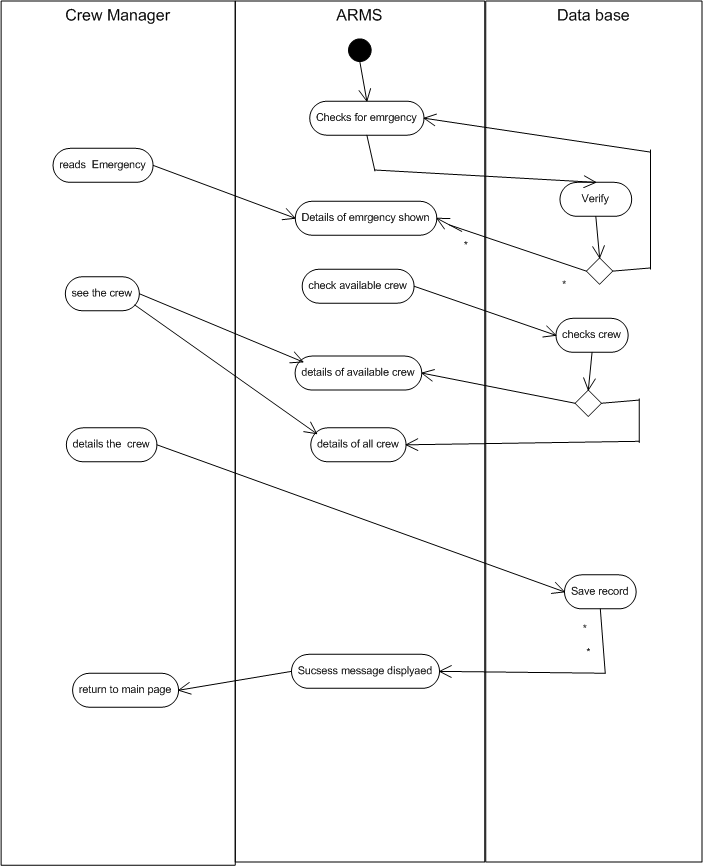 Crew Manager
ARMS
Data base
Checks for emrgency
reads  Emergency
Verify
Details of emrgency shown
*
*
see the crew
check available crew
checks crew
details of available crew
details the  crew
details of all crew
Save record
*
*
Sucsess message displyaed
return to main page